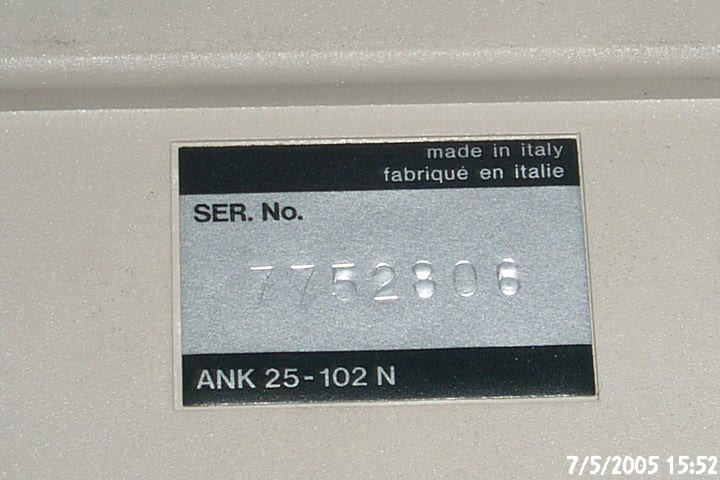 made in italy
fabriqué en italie
SER. No.
7752806
ANK 25-102 N
7/5/2005 15:52